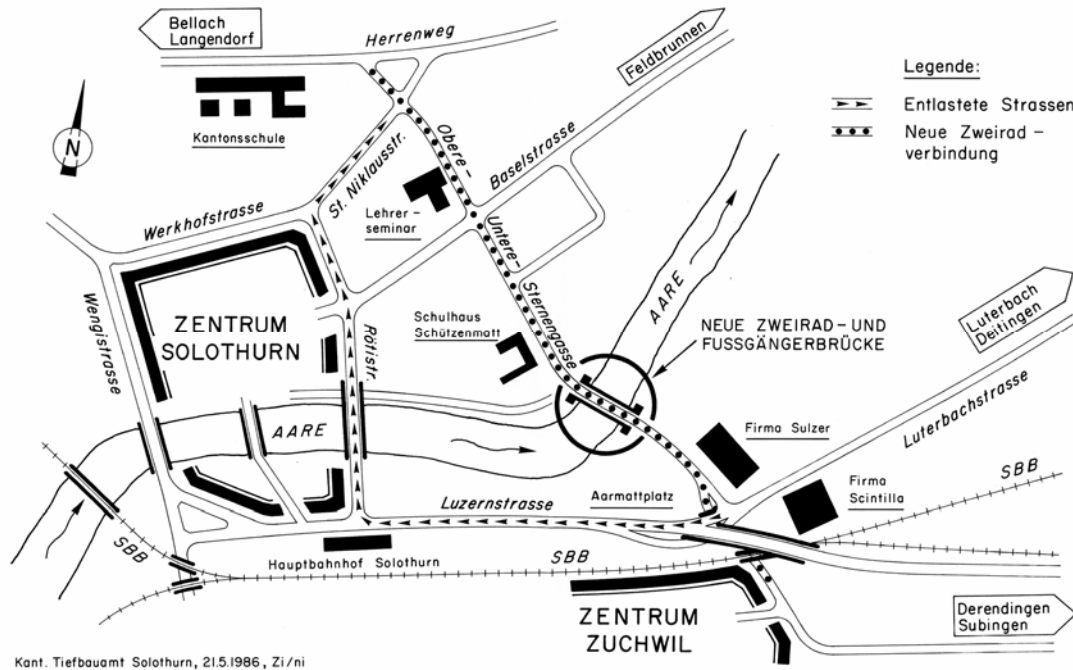 Bellach
Langendorf
Herrenweg
Feldbrunnen
Legende:
Entlastete Strassen
Neue Zweirad-
verbindung
N
Kantonsschule
St. Niklausstr.
Obere-
Baselstrasse
Lehrer-
seminar
Werkhofstrasse
Untere-
Sternengasse
AARE
Luterbach
Deitingen
Wengistrasse
ZENTRUM
SOLOTHURN
Rötistr.
Schulhaus
Schützenmatt
NEUE ZWEIRAD-UND
FUSSGÄNGERBRÜCKE
Luterbachstrasse
AARE
Firma Sulzer
SBB
Firma
Scintilla
Luzernstrasse
Aarmattplatz
SBB
Hauptbahnhof Solothurn
SBB
ZENTRUM
ZUCHWIL
Derendingen
Subingen
Kant. Tiefbauamt Solothurn, 21.5.1986, Zi/ni